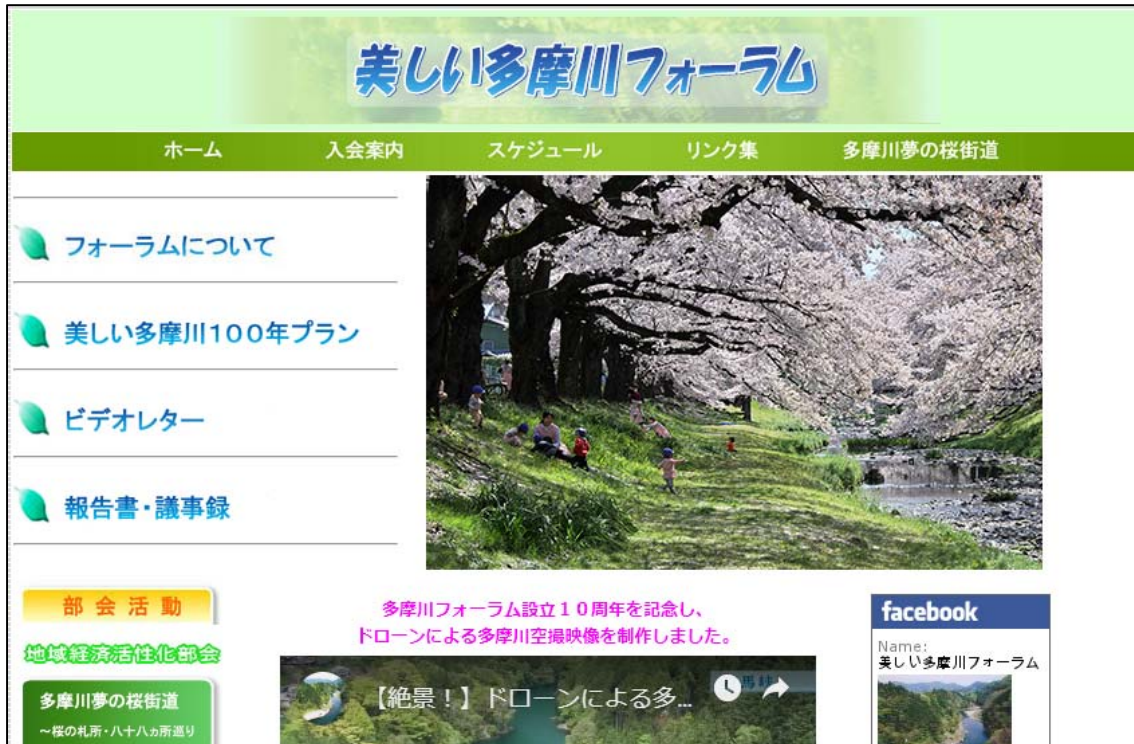 美しい多摩川フォーラム
ホーム 入会案内 スケジュール リンク集 多摩川夢の桜街道
フォーラムについて
美しい多摩川100年プラン
ビデオレター
報告書・議事録
部会活動
地域経済活性化部会
多摩川夢の桜街道
～桜の札所・八十八ヵ所巡り
多摩川フォーラム設立１０周年を記念し、
ドローンによる多摩川空撮映像を制作しました。
【絶景！】ドローンによる多...
facebook
Name:
美しい多摩川フォーラム